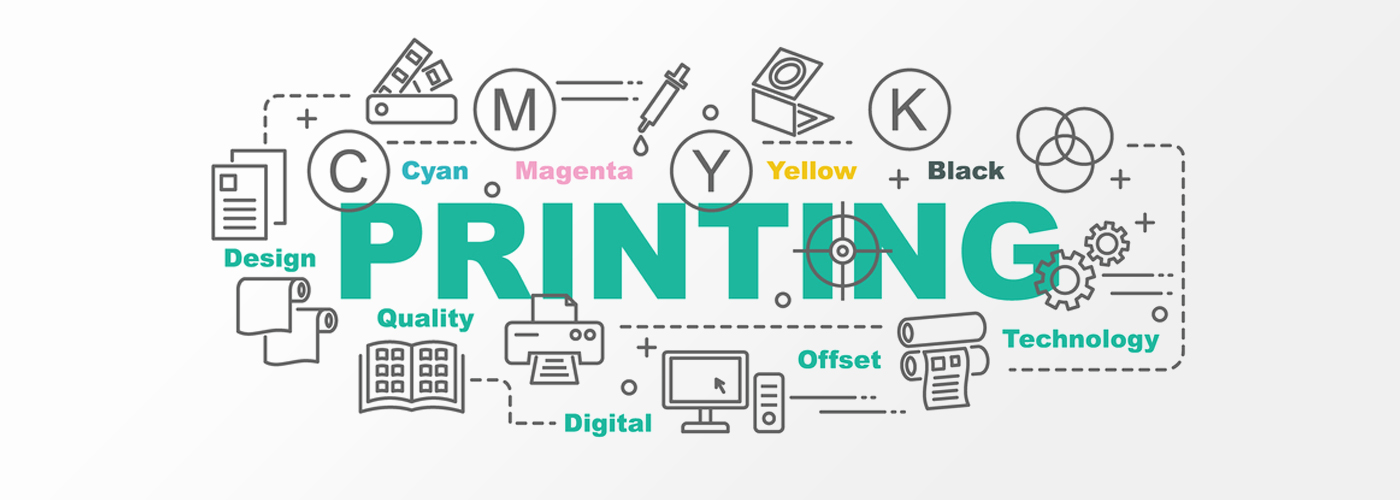 M
K
C
Cyan
Magenta
Y
Yellow
Black
PRINTING
Design
Quality
Technology
Offset
Digital